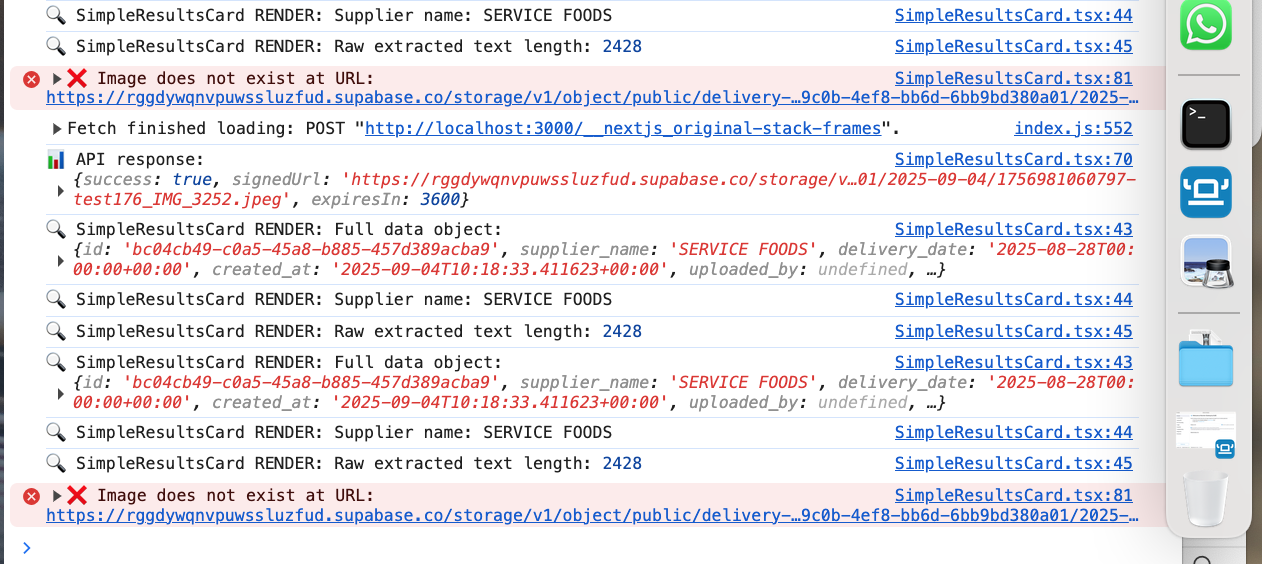 SimpleResultsCard RENDER: Supplier name: SERVICE FOODS SimpleResultsCard.tsx:44
SimpleResultsCard RENDER: Raw extracted text length: 2428 SimpleResultsCard.tsx:45
Image does not exist at URL: SimpleResultsCard.tsx:81
https://rggdywqnvpuwssluzfud.supabase.co/storage/v1/object/public/delivery-…9c0b-4ef8-bb6d-6bb9bd380a01/2025-…
Fetch finished loading: POST "http://localhost:3000/__nextjs_original-stack-frames". index.js:552
API response: SimpleResultsCard.tsx:70
{success: true, signedUrl: 'https://rggdywqnvpuwssluzfud.supabase.co/storage/v…01/2025-09-04/1756981060797-
test176_IMG_3252.jpeg', expiresIn: 3600}
SimpleResultsCard RENDER: Full data object: SimpleResultsCard.tsx:43
{id: 'bc04cb49-c0a5-45a8-b885-457d389acba9', supplier_name: 'SERVICE FOODS', delivery_date: '2025-08-28T00:
00:00+00:00', created_at: '2025-09-04T10:18:33.411623+00:00', uploaded_by: undefined, …}
SimpleResultsCard RENDER: Supplier name: SERVICE FOODS SimpleResultsCard.tsx:44
SimpleResultsCard RENDER: Raw extracted text length: 2428 SimpleResultsCard.tsx:45
SimpleResultsCard RENDER: Full data object: SimpleResultsCard.tsx:43
{id: 'bc04cb49-c0a5-45a8-b885-457d389acba9', supplier_name: 'SERVICE FOODS', delivery_date: '2025-08-28T00:
00:00+00:00', created_at: '2025-09-04T10:18:33.411623+00:00', uploaded_by: undefined, …}
SimpleResultsCard RENDER: Supplier name: SERVICE FOODS SimpleResultsCard.tsx:44
SimpleResultsCard RENDER: Raw extracted text length: 2428 SimpleResultsCard.tsx:45
Image does not exist at URL: SimpleResultsCard.tsx:81
https://rggdywqnvpuwssluzfud.supabase.co/storage/v1/object/public/delivery-…9c0b-4ef8-bb6d-6bb9bd380a01/2025-…